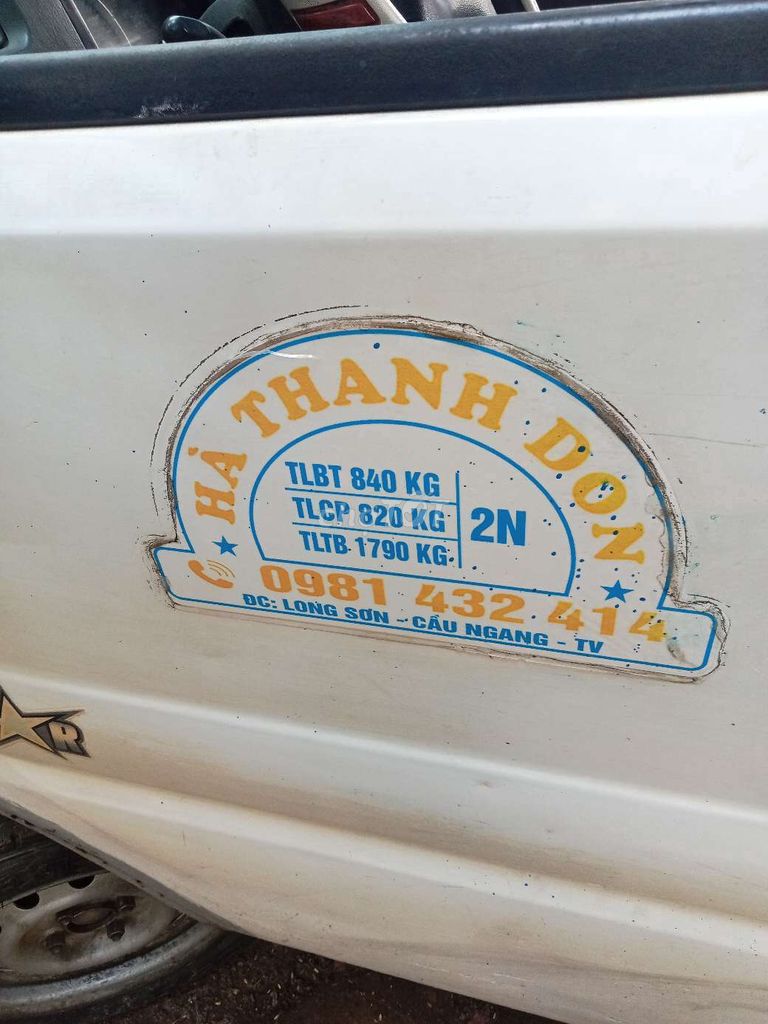 HÀ THANH DON
TLBT 840 KG
TLCP 820 KG
TLTB 1790 KG
2N
0981 432 414
ĐC: LONG SƠN - CẦU NGANG - TV
R